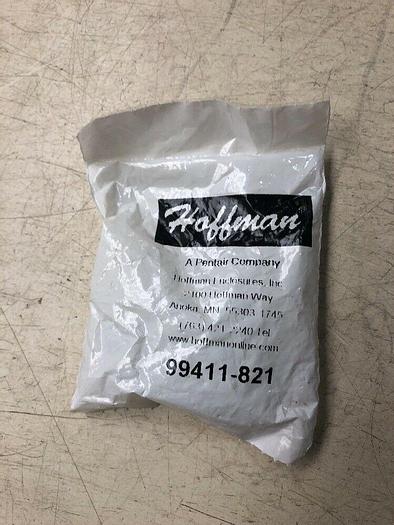 Hoffman
A Pentair Company
Hoffman Enclosures, Inc
2100 Hoffman Way
Anoka, MN 55303-1745
(763) 421 2240 Tel
www.hoffmanonline.com
99411-821